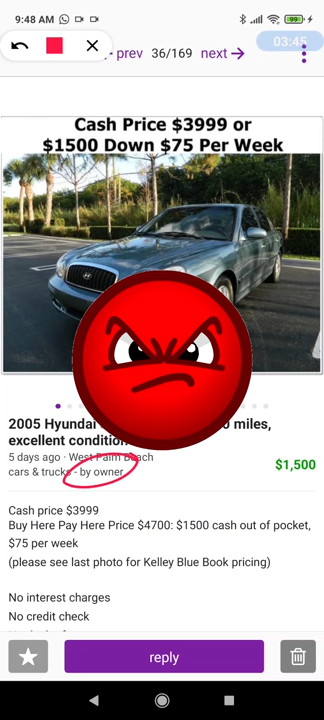 9:48 AM
99
03:45
prev 36/169 next
Cash Price $3999 or
$1500 Down $75 Per Week
2005 Hyundai miles,
excellent condition
5 days ago · West Palm Beach
cars & trucks - by owner
$1,500
Cash price $3999
Buy Here Pay Here Price $4700: $1500 cash out of pocket,
$75 per week
(please see last photo for Kelley Blue Book pricing)
No interest charges
No credit check
reply